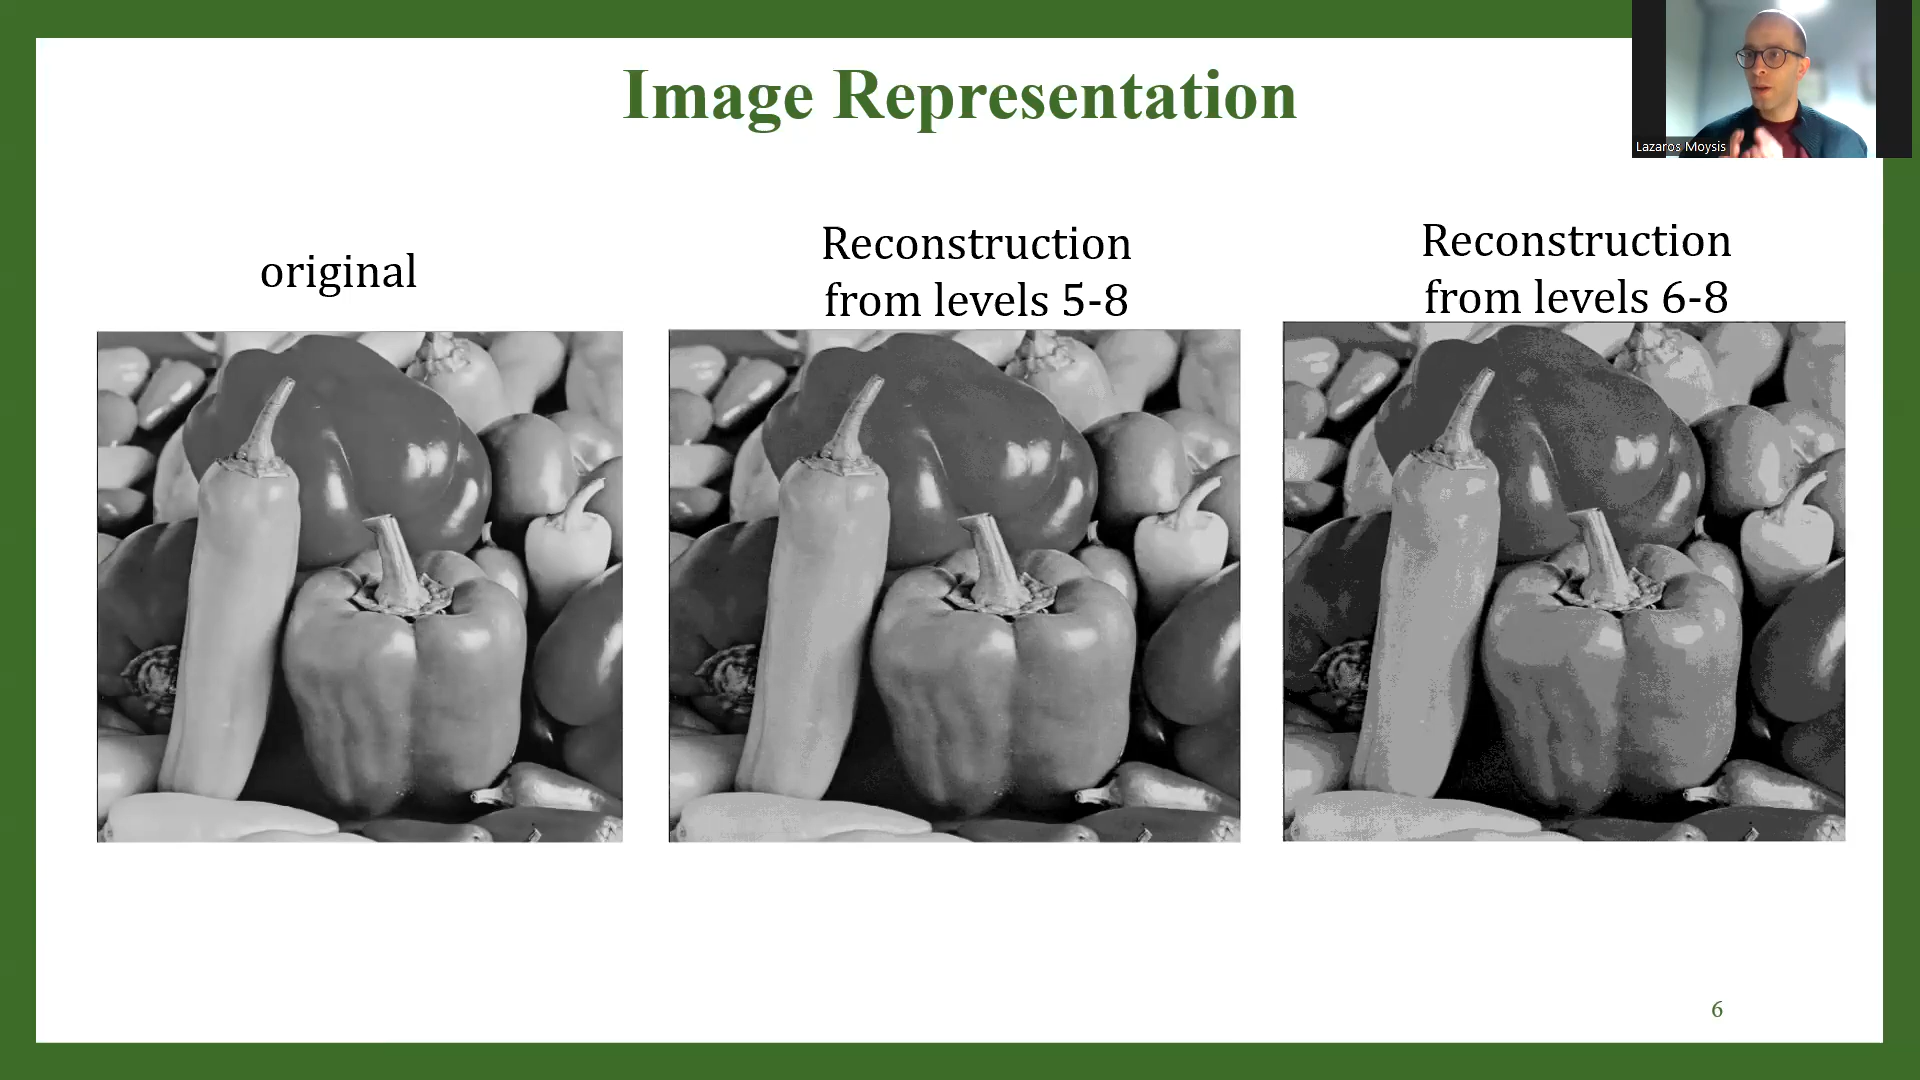 Image Representation
Lazaros Moysis
original
Reconstruction
from levels 5-8
Reconstruction
from levels 6-8
6